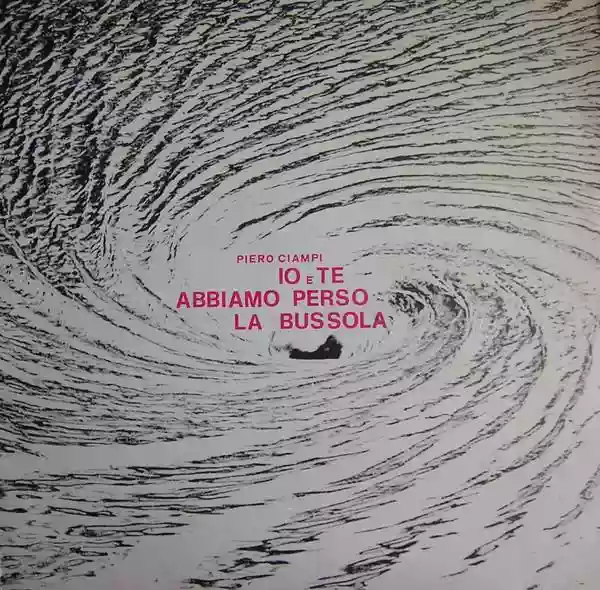 PIERO CIAMPI
IO E TE
ABBIAMO PERSO
LA BUSSOLA